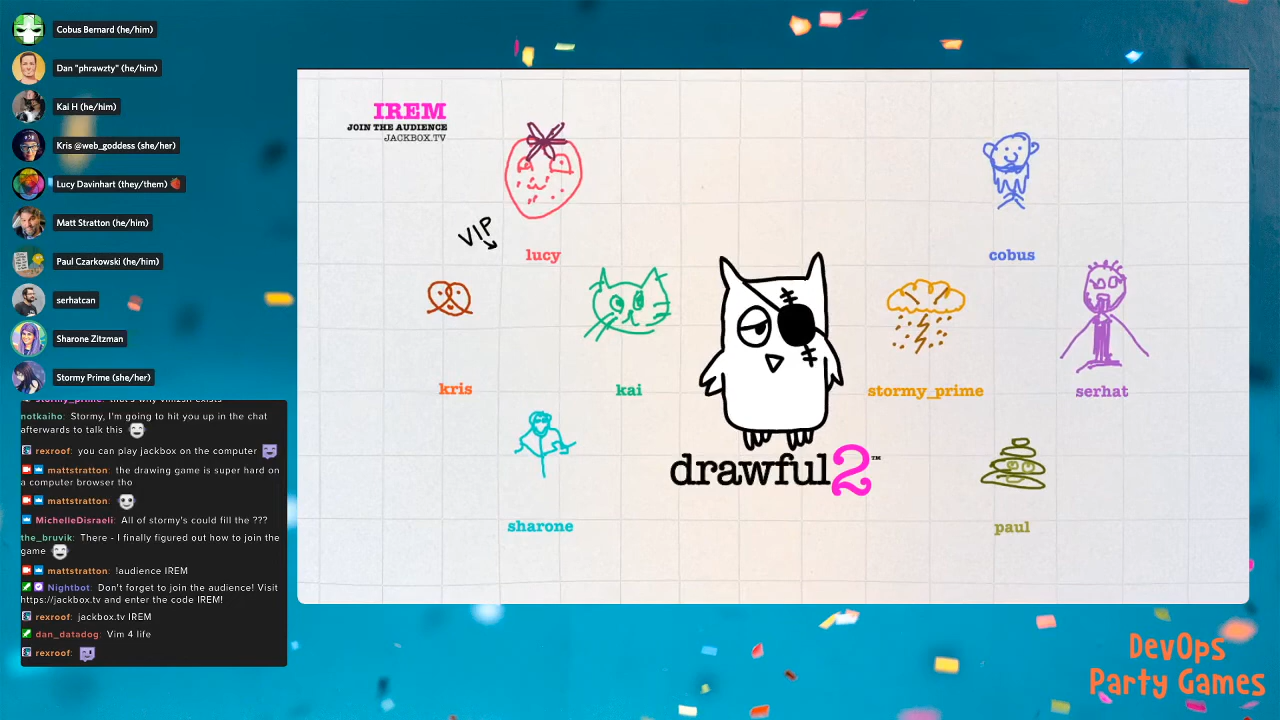 Cobus Bernard (he/him)
Dan "phrawzty" (he/him)
Kai H (he/him)
Kris @web_goddess (she/her)
Lucy Davinhart (they/them) 🍓
Matt Stratton (he/him)
Paul Czarkowski (he/him)
serhatcan
Sharone Zitzman
Stormy Prime (she/her)
notkaiho: Stormy, I'm going to hit you up in the chat
afterwards to talk this
rexroof: you can play jackbox on the computer
mattstratton: the drawing game is super hard on
a computer browser tho
mattstratton:
MichelleDisraeli: All of stormy's could fill the ???
the_bruvik: There - I finally figured out how to join the
game
mattstratton: !audience IREM
Nightbot: Don't forget to join the audience! Visit
https://jackbox.tv and enter the code IREM!
rexroof: jackbox.tv IREM
dan_datadog: Vim 4 life
rexroof:
IREM
JOIN THE AUDIENCE
JACKBOX.TV
VIP
lucy
cobus
kris
kai
stormy_prime
serhat
drawful 2™
sharone
paul
DevOps
Party Games